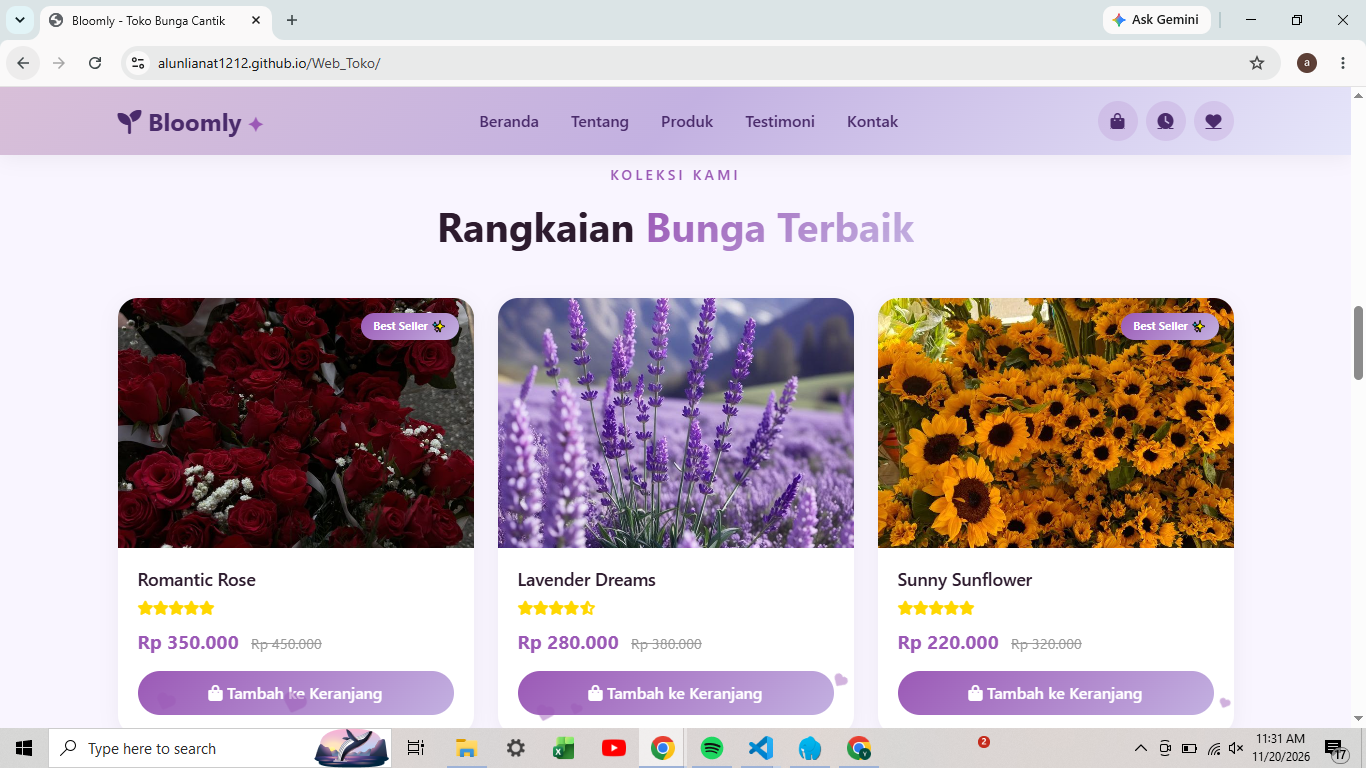 Bloomly - Toko Bunga Cantik
Ask Gemini
alunlianat1212.github.io/Web_Toko/
a
Bloomly
Beranda
Tentang
Produk
Testimoni
Kontak
KOLEKSI KAMI
Rangkaian Bunga Terbaik
Best Seller ✨
Best Seller ✨
Romantic Rose
Rp 350.000 Rp 450.000
Tambah ke Keranjang
Lavender Dreams
Rp 280.000 Rp 380.000
Tambah ke Keranjang
Sunny Sunflower
Rp 220.000 Rp 320.000
Tambah ke Keranjang
Type here to search
2
11:31 AM
11/20/2026
17